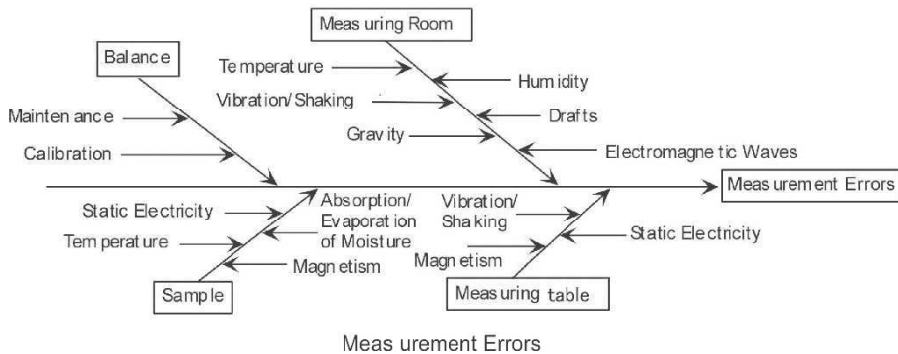 Measuring Room
Balance
Temperature
Humidity
Vibration/Shaking
Maintenance
Drafts
Gravity
Calibration
Electromagnetic Waves
Measurement Errors
Static Electricity
Absorption/
Evaporation
of Moisture
Vibration/
Shaking
Static Electricity
Temperature
Magnetism
Magnetism
Sample
Measuring table
Measurement Errors